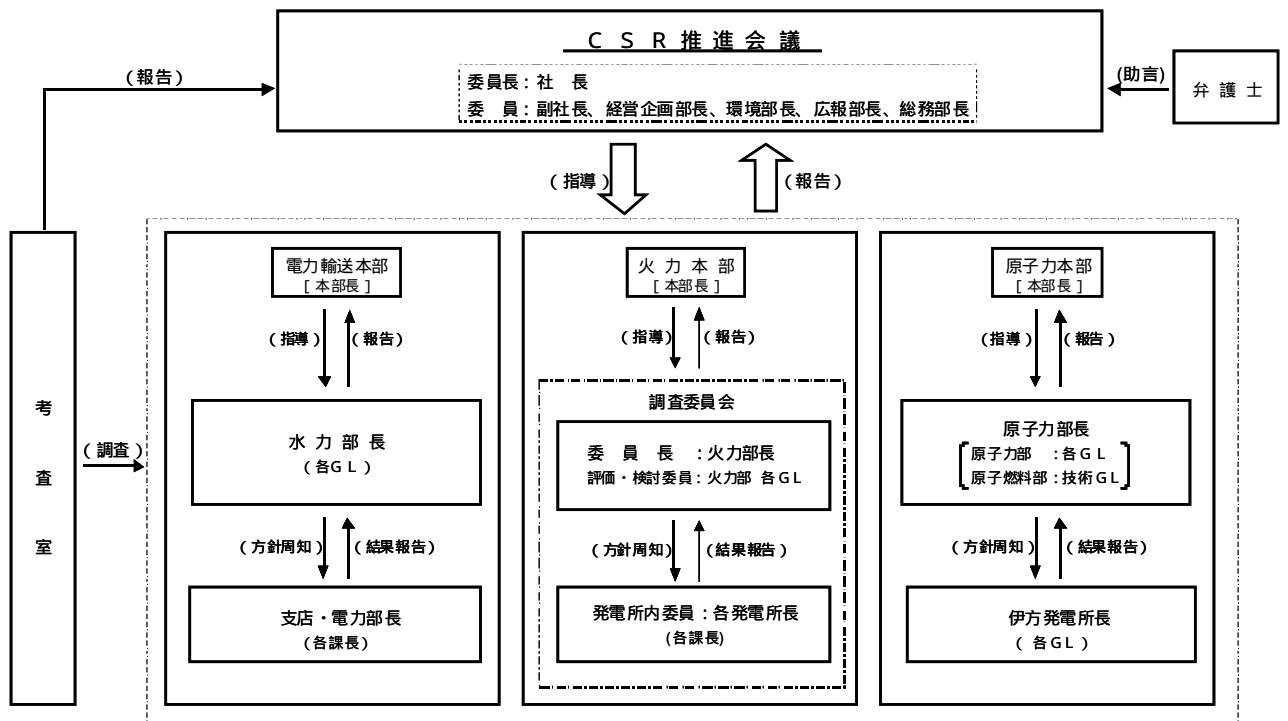 CSR推進会議
委員長：社　長
委　員：副社長、経営企画部長、環境部長、広報部長、総務部長
（報告）
(助言)
弁護士
（指導）
（報告）
考査室
（調査）
電力輸送本部
［本部長］
（指導）
（報告）
水力部長
（各GL）
（方針周知）
（結果報告）
支店・電力部長
（各課長）
火力本部
［本部長］
（指導）
（報告）
調査委員会
委員長：火力部長
評価・検討委員：火力部 各GL
（方針周知）
（結果報告）
発電所内委員：各発電所長
(各課長)
原子力本部
［本部長］
（指導）
（報告）
原子力部長
原子力部　：各GL
原子燃料部：技術GL
（方針周知）
（結果報告）
伊方発電所長
（各GL）